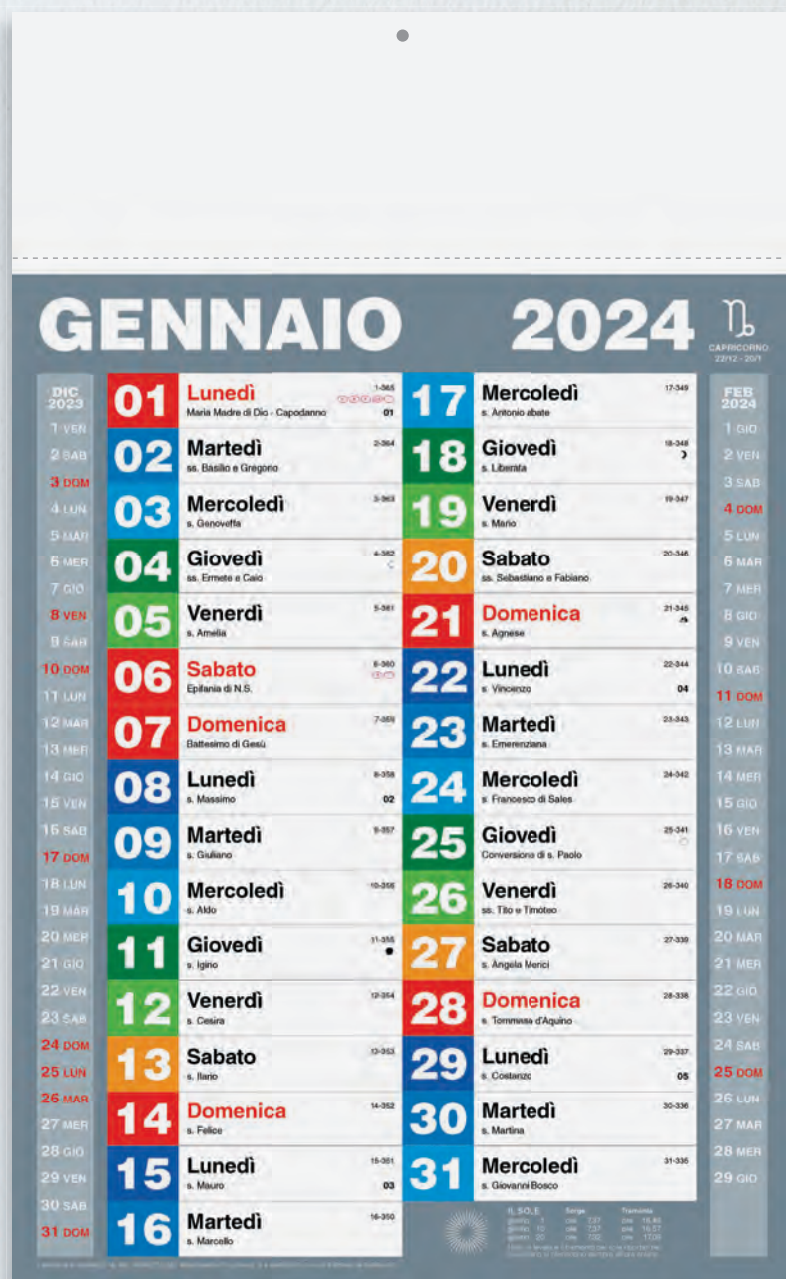 GENNAIO 2024
CAPRICORNO
22/12 - 20/1
DIC
2023
1 VEN
2 SAB
3 DOM
4 LUN
5 MAR
6 MER
7 GIO
8 VEN
9 SAB
10 DOM
11 LUN
12 MAR
13 MER
14 GIO
15 VEN
16 SAB
17 DOM
18 LUN
19 MAR
20 MER
21 GIO
22 VEN
23 SAB
24 DOM
25 LUN
26 MAR
27 MER
28 GIO
29 VEN
30 SAB
31 DOM
01 Lunedì 1-365
Maria Madre di Dio - Capodanno 01
02 Martedì 2-364
ss. Basilio e Gregorio
03 Mercoledì 3-363
s. Genoveffa
04 Giovedì 4-362
ss. Ermete e Caio
05 Venerdì 5-361
s. Amelia
06 Sabato 6-360
Epifania di N.S.
07 Domenica 7-359
Battesimo di Gesù
08 Lunedì 8-358
s. Massimo 02
09 Martedì 9-357
s. Giuliano
10 Mercoledì 10-356
s. Aldo
11 Giovedì 11-355
s. Igino
12 Venerdì 12-354
s. Cesira
13 Sabato 13-353
s. Ilario
14 Domenica 14-352
s. Felice
15 Lunedì 15-351
s. Mauro 03
16 Martedì 16-350
s. Marcello
17 Mercoledì 17-349
s. Antonio abate
18 Giovedì 18-348
s. Liberata
19 Venerdì 19-347
s. Mario
20 Sabato 20-346
ss. Sebastiano e Fabiano
21 Domenica 21-345
s. Agnese
22 Lunedì 22-344
s. Vincenzo 04
23 Martedì 23-343
s. Emerenziana
24 Mercoledì 24-342
s. Francesco di Sales
25 Giovedì 25-341
Conversione di s. Paolo
26 Venerdì 26-340
ss. Tito e Timoteo
27 Sabato 27-339
s. Angela Merici
28 Domenica 28-338
s. Tommaso d'Aquino
29 Lunedì 29-337
s. Costanzo 05
30 Martedì 30-336
s. Martina
31 Mercoledì 31-335
s. Giovanni Bosco
FEB
2024
1 GIO
2 VEN
3 SAB
4 DOM
5 LUN
6 MAR
7 MER
8 GIO
9 VEN
10 SAB
11 DOM
12 LUN
13 MAR
14 MER
15 GIO
16 VEN
17 SAB
18 DOM
19 LUN
20 MAR
21 MER
22 GIO
23 VEN
24 SAB
25 DOM
26 LUN
27 MAR
28 MER
29 GIO
IL SOLE Sorge Tramonta